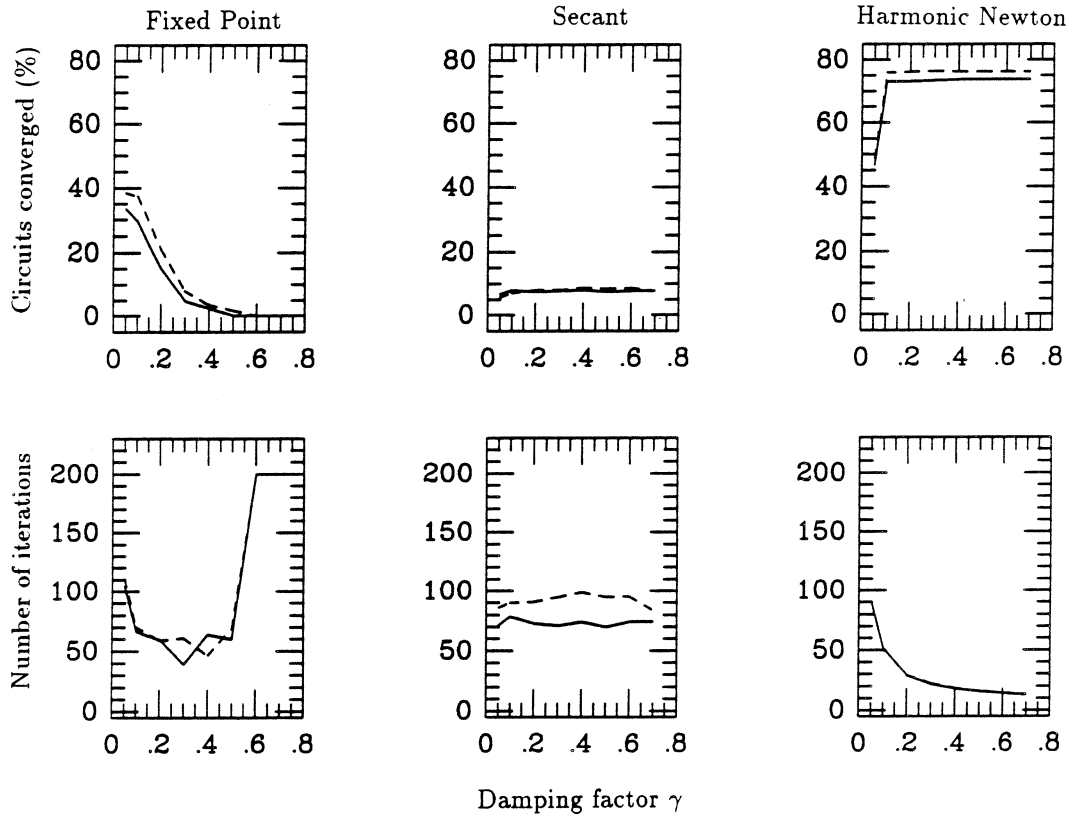 Fixed Point
Secant
Harmonic Newton
Circuits converged (%)
80
60
40
20
0
0 .2 .4 .6 .8
80
60
40
20
0
0 .2 .4 .6 .8
80
60
40
20
0
0 .2 .4 .6 .8
Number of iterations
200
150
100
50
0
0 .2 .4 .6 .8
200
150
100
50
0
0 .2 .4 .6 .8
200
150
100
50
0
0 .2 .4 .6 .8
Damping factor γ